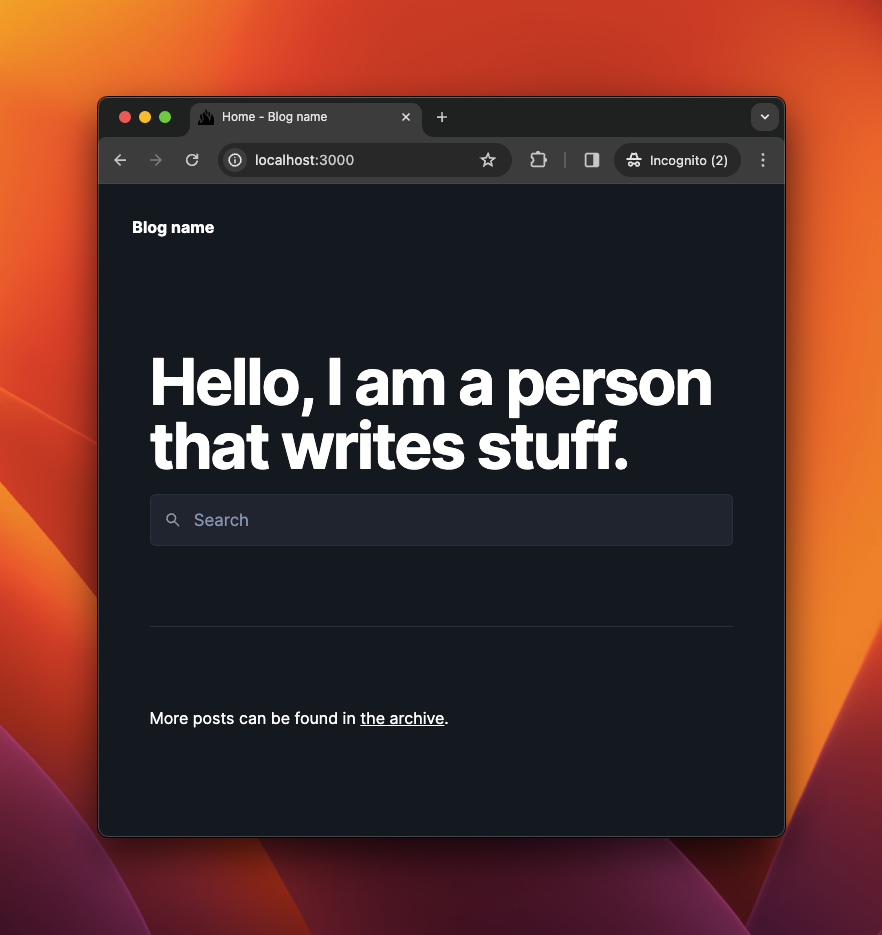 Home - Blog name
localhost:3000
Incognito (2)
Blog name
Hello, I am a person
that writes stuff.
Search
More posts can be found in the archive.